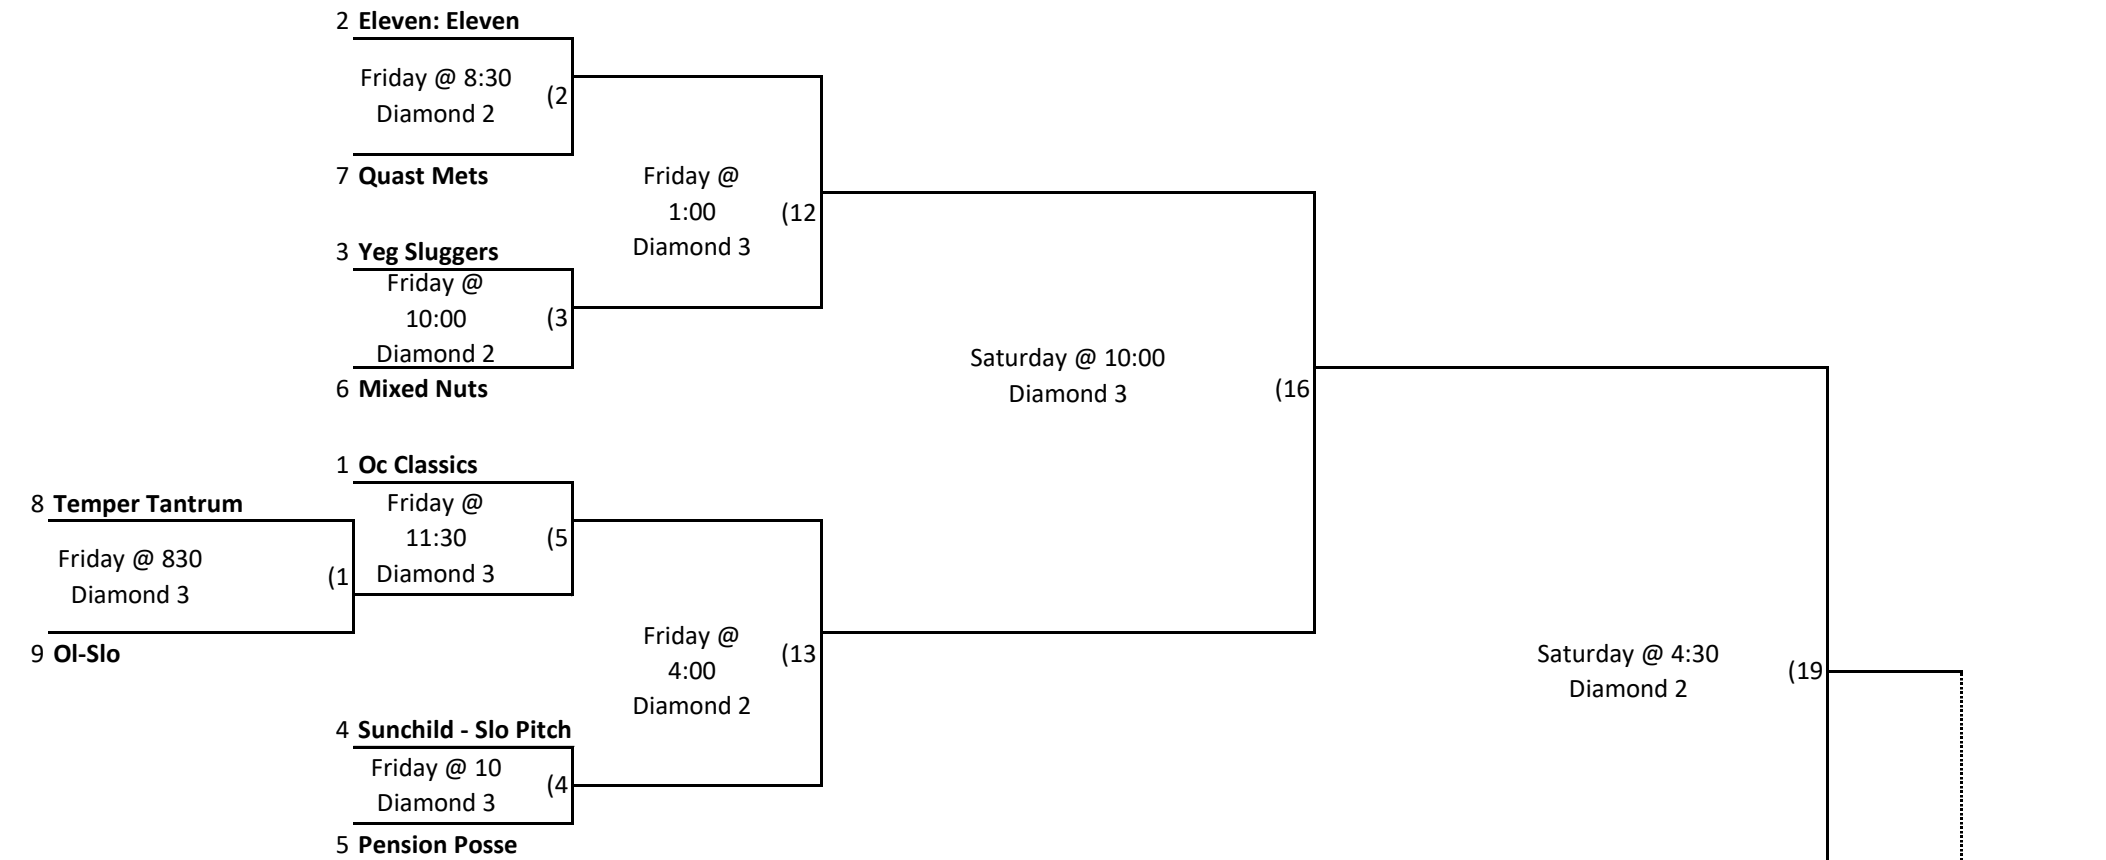 2 Eleven: Eleven
Friday @ 8:30
Diamond 2
(2
7 Quast Mets
Friday @
1:00
Diamond 3
(12
3 Yeg Sluggers
Friday @
10:00
Diamond 2
(3
6 Mixed Nuts
Saturday @ 10:00
Diamond 3
(16
1 Oc Classics
Friday @
11:30
Diamond 3
(5
8 Temper Tantrum
Friday @ 830
Diamond 3
(1
9 Ol-Slo
Friday @
4:00
Diamond 2
(13
Saturday @ 4:30
Diamond 2
(19
4 Sunchild - Slo Pitch
Friday @ 10
Diamond 3
(4
5 Pension Posse